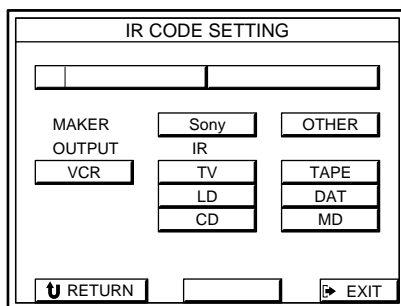 IR CODE SETTING
MAKER Sony OTHER
OUTPUT IR
VCR TV TAPE
LD DAT
CD MD
RETURN EXIT